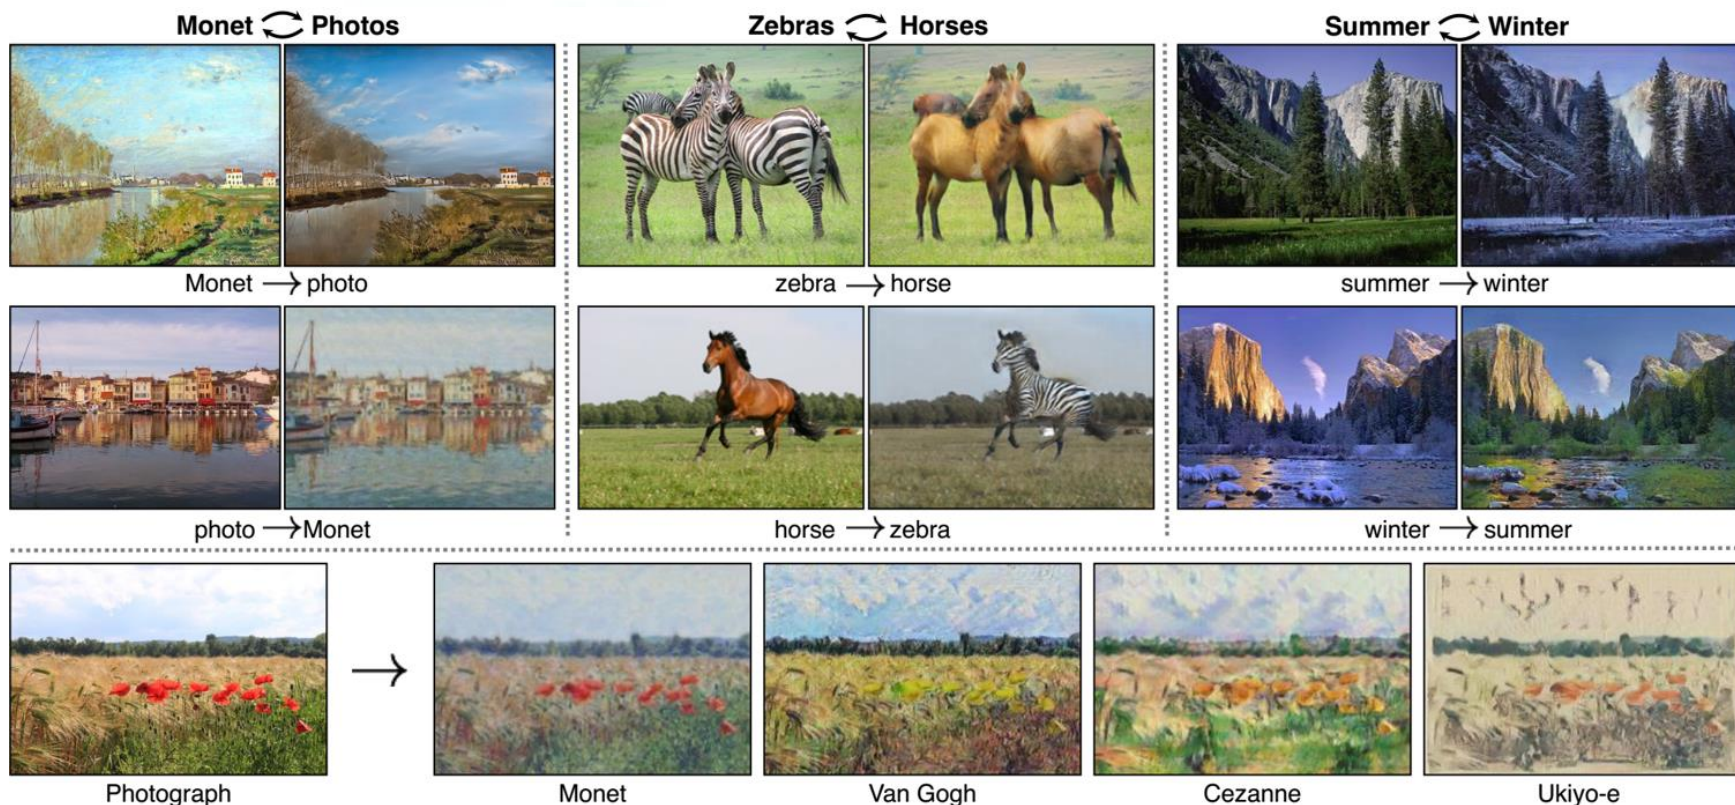 Monet Photos
Zebras Horses
Summer Winter
Monet → photo
zebra → horse
summer → winter
photo → Monet
horse → zebra
winter → summer
Photograph
Monet
Van Gogh
Cezanne
Ukiyo-e